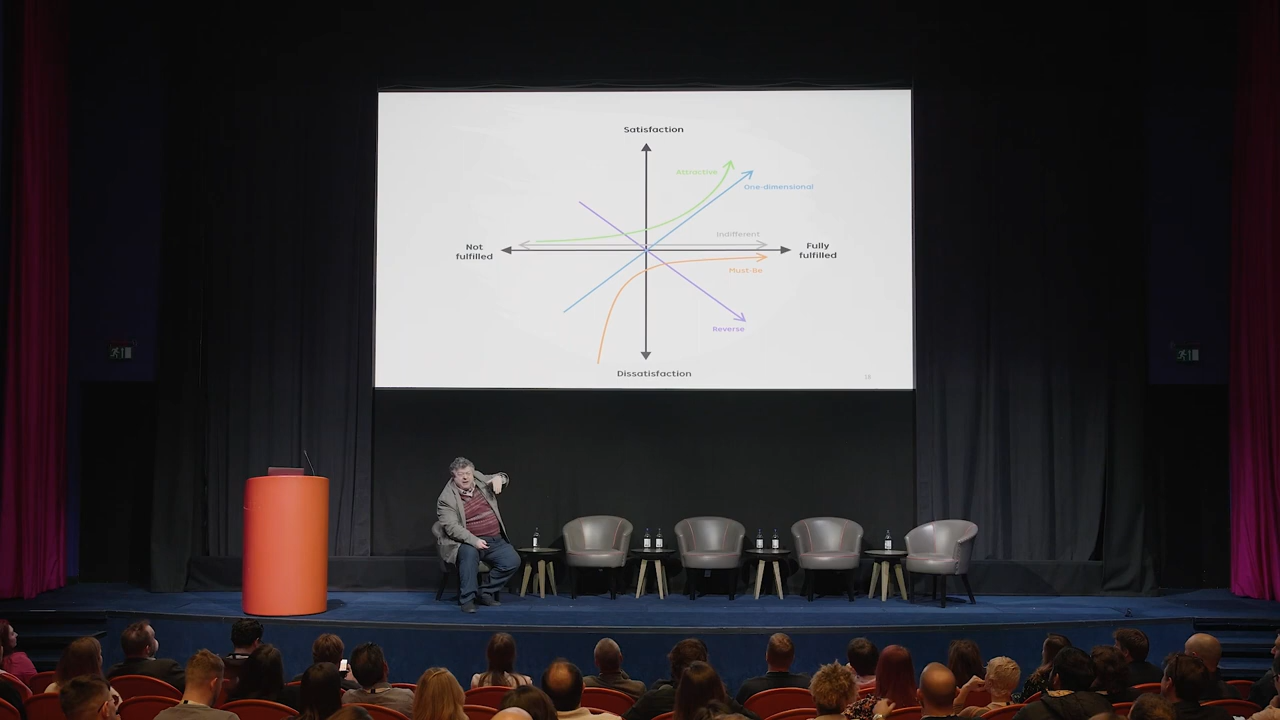 Satisfaction
Attractive
One-dimensional
Indifferent
Not
fulfilled
Fully
fulfilled
Must-Be
Reverse
Dissatisfaction